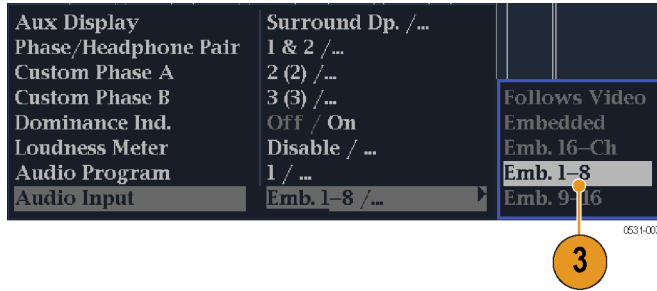 Aux Display Surround Dp. /...
Phase/Headphone Pair 1 & 2 /...
Custom Phase A 2 (2) /...
Custom Phase B 3 (3) /...
Dominance Ind. Off / On
Loudness Meter Disable / ...
Audio Program 1 / ...
Audio Input Emb. 1–8 /...
Follows Video
Embedded
Emb. 16–Ch
Emb. 1–8
Emb. 9–16
3